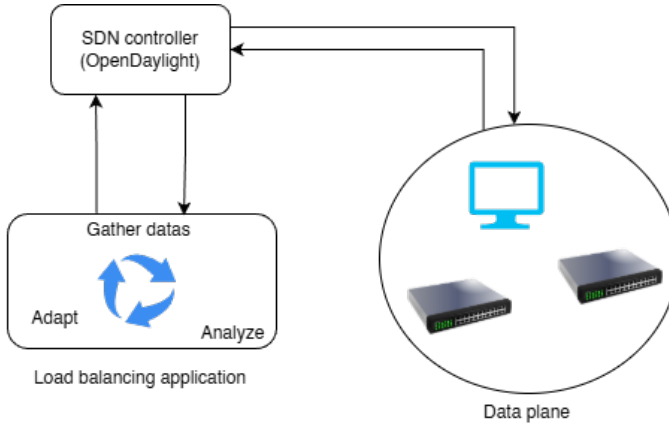 SDN controller
(OpenDaylight)
Gather datas
Adapt
Analyze
Load balancing application
Data plane